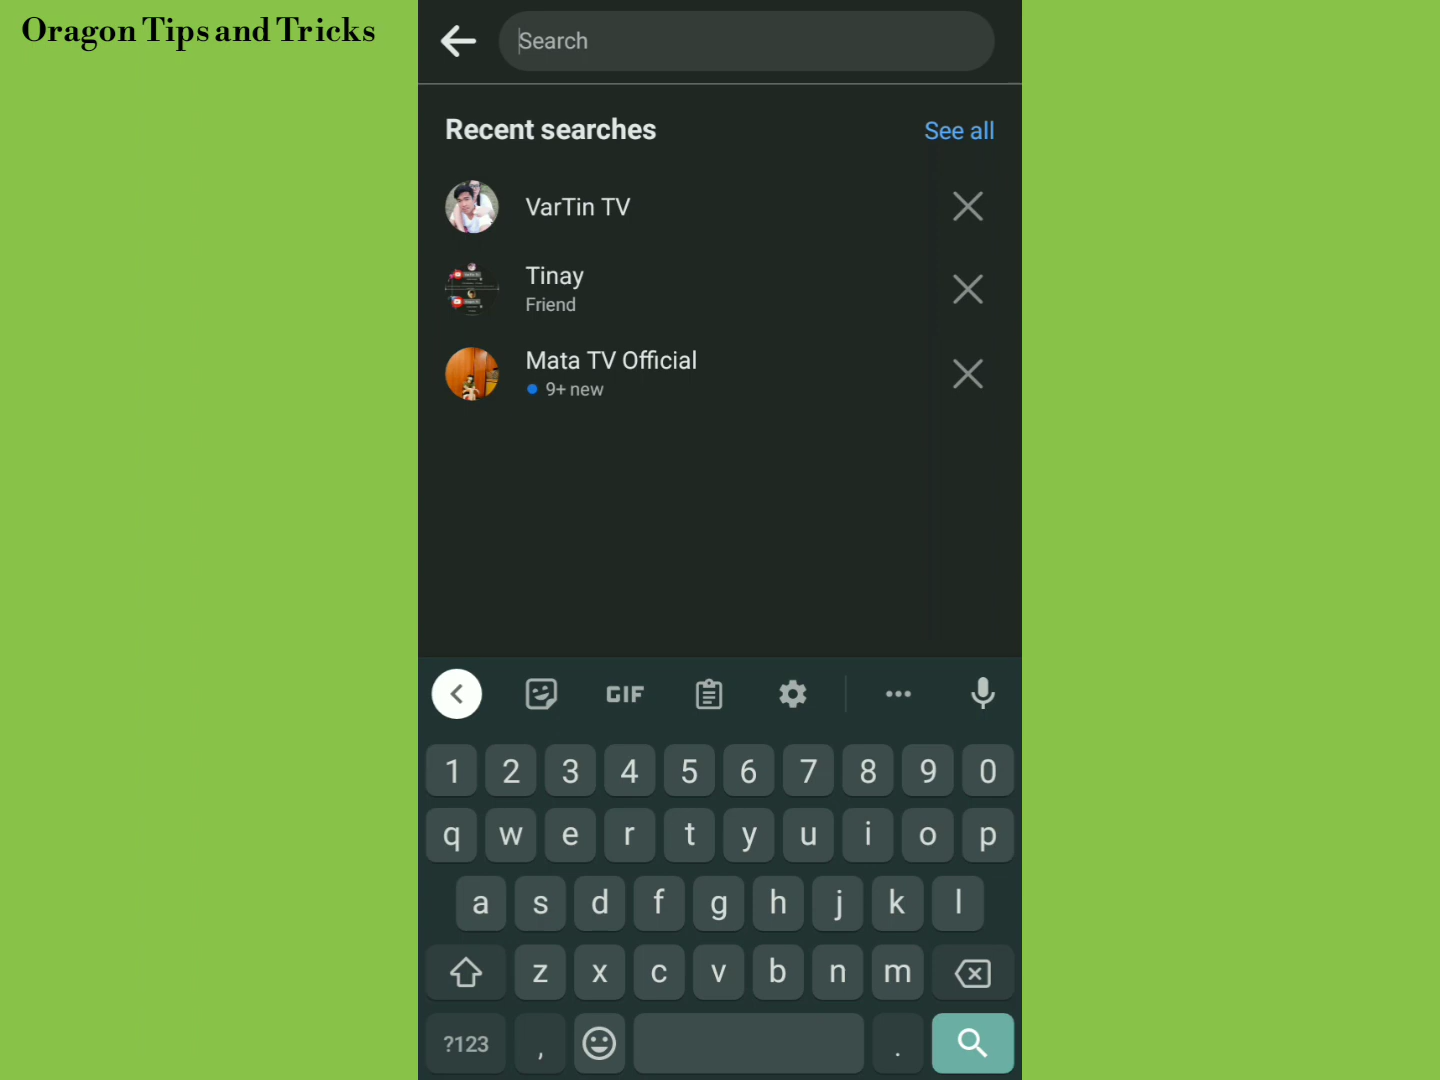 Oragon Tips and Tricks
Search
Recent searches
See all
VarTin TV
Tinay
Friend
Mata TV Official
9+ new
GIF
1 2 3 4 5 6 7 8 9 0
q w e r t y u i o p
a s d f g h j k l
z x c v b n m
?123 , .